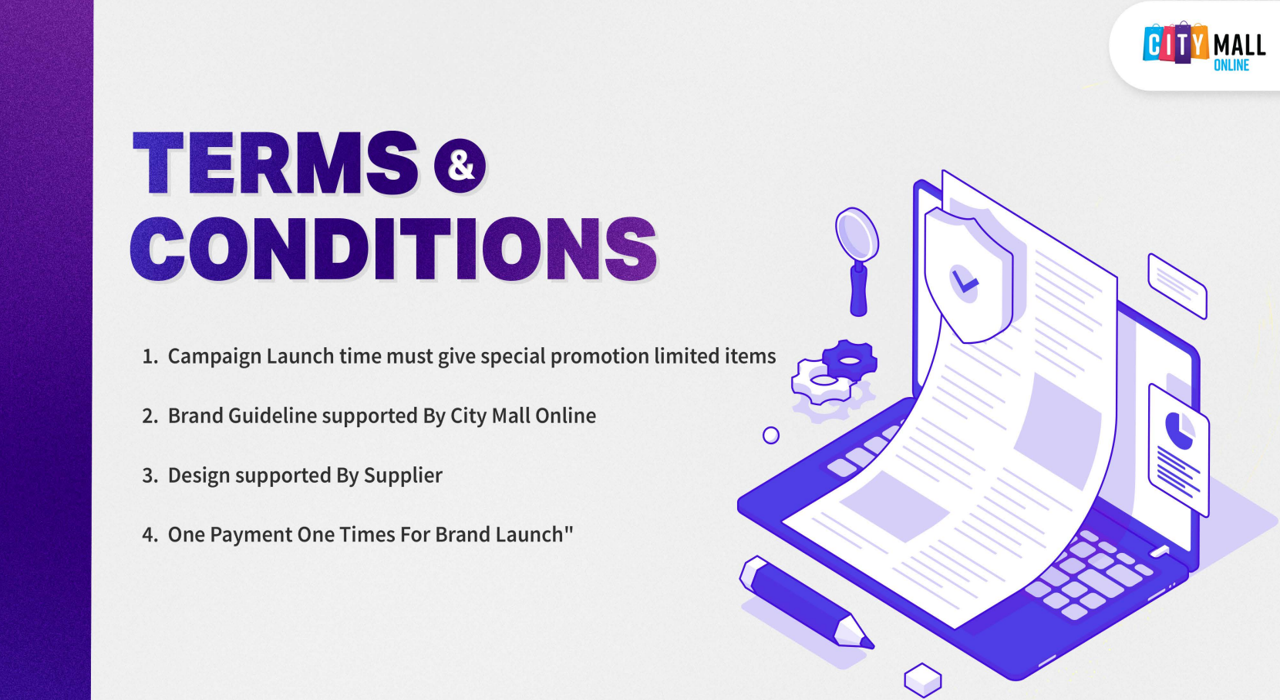 CITY MALL
ONLINE
TERMS &
CONDITIONS
1. Campaign Launch time must give special promotion limited items
2. Brand Guideline supported By City Mall Online
3. Design supported By Supplier
4. One Payment One Times For Brand Launch"